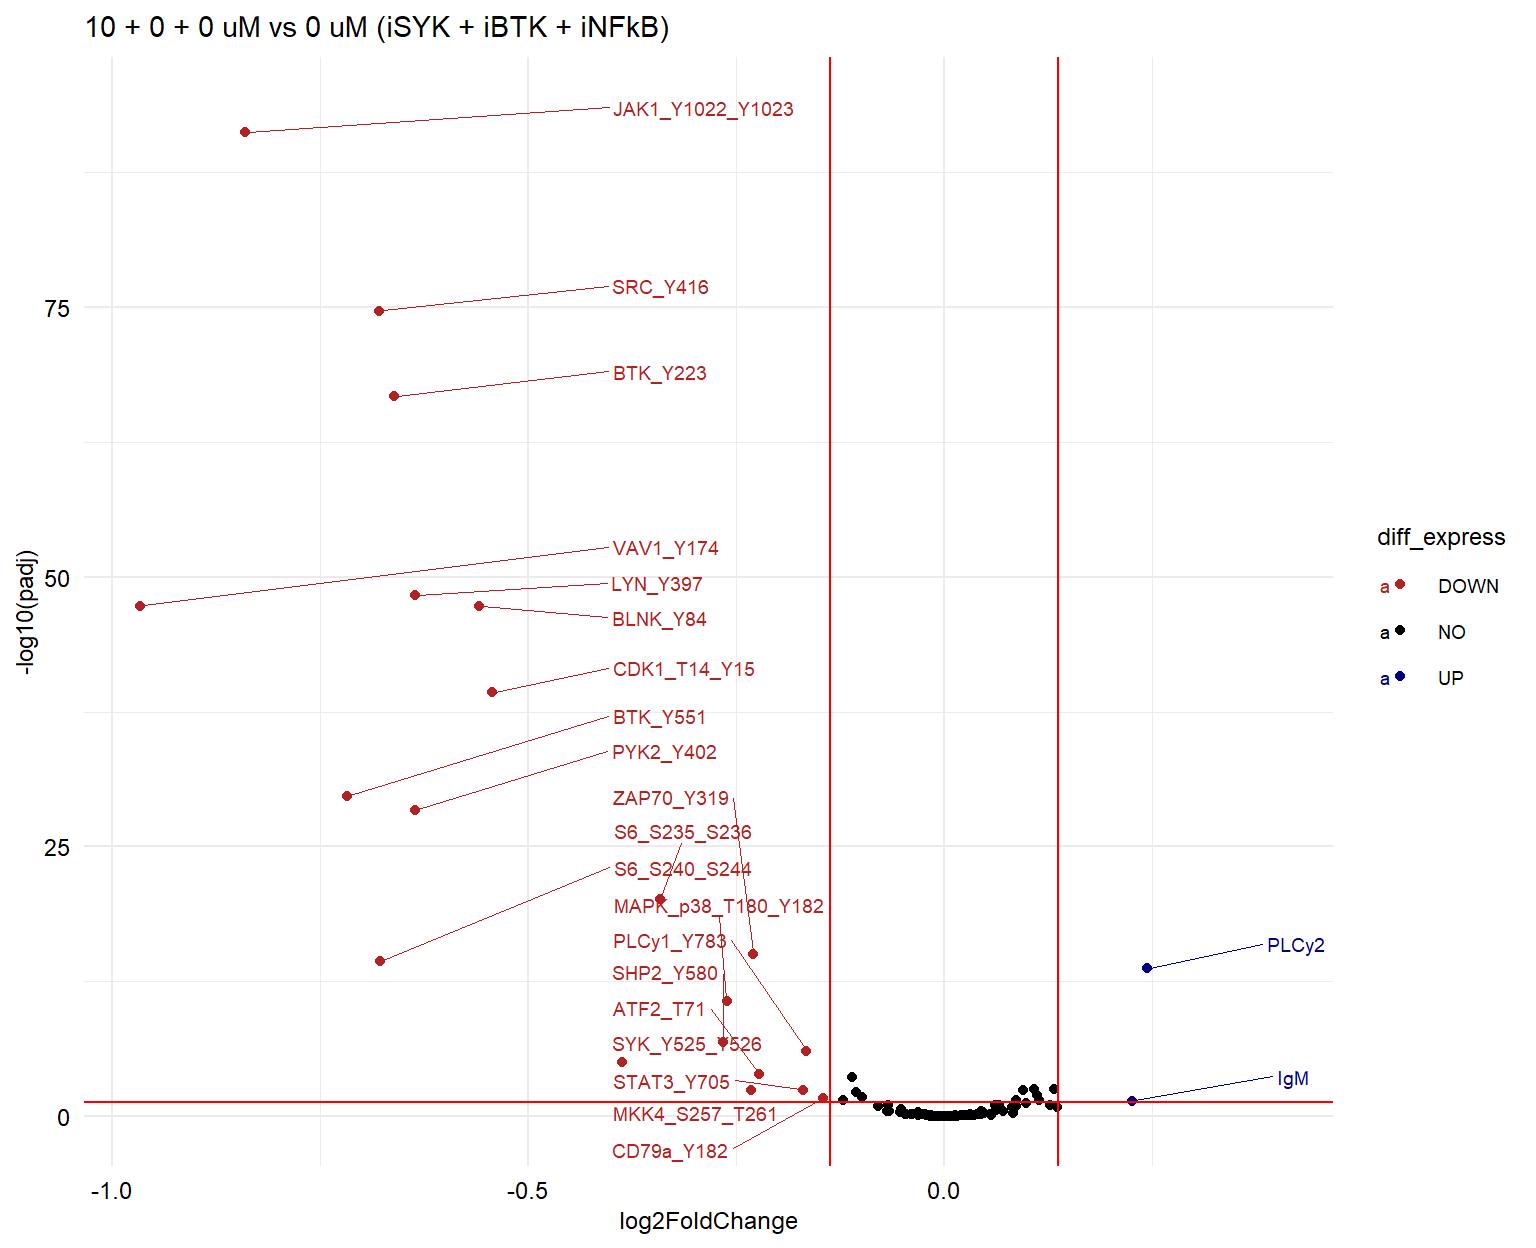 10 + 0 + 0 uM vs 0 uM (iSYK + iBTK + iNFkB)
JAK1_Y1022_Y1023
SRC_Y416
BTK_Y223
VAV1_Y174
LYN_Y397
BLNK_Y84
CDK1_T14_Y15
BTK_Y551
PYK2_Y402
ZAP70_Y319
S6_S235_S236
S6_S240_S244
MAPK_p38_T180_Y182
PLCy1_Y783
SHP2_Y580
ATF2_T71
SYK_Y525_Y526
STAT3_Y705
MKK4_S257_T261
CD79a_Y182
PLCy2
IgM
75
50
25
0
-log10(padj)
-1.0
-0.5
0.0
log2FoldChange
diff_express
a DOWN
a NO
a UP